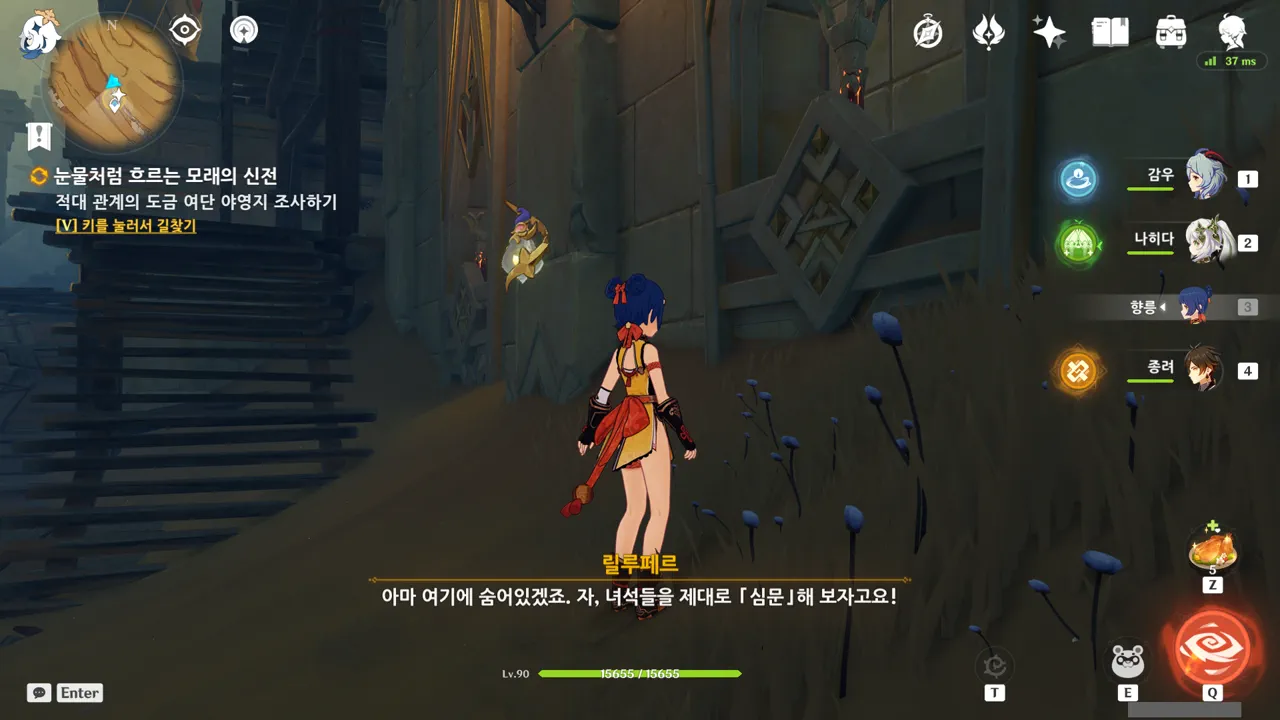 N
37 ms
눈물처럼 흐르는 모래의 신전
적대 관계의 도금 여단 야영지 조사하기
[V] 키를 눌러서 길찾기
감우 1
나히다 2
향릉 3
종려 4
릴루페르
아마 여기에 숨어있겠죠. 자, 녀석들을 제대로 「심문」해 보자고요!
5
Z
Lv.90 15655 / 15655
Enter
T
E
Q